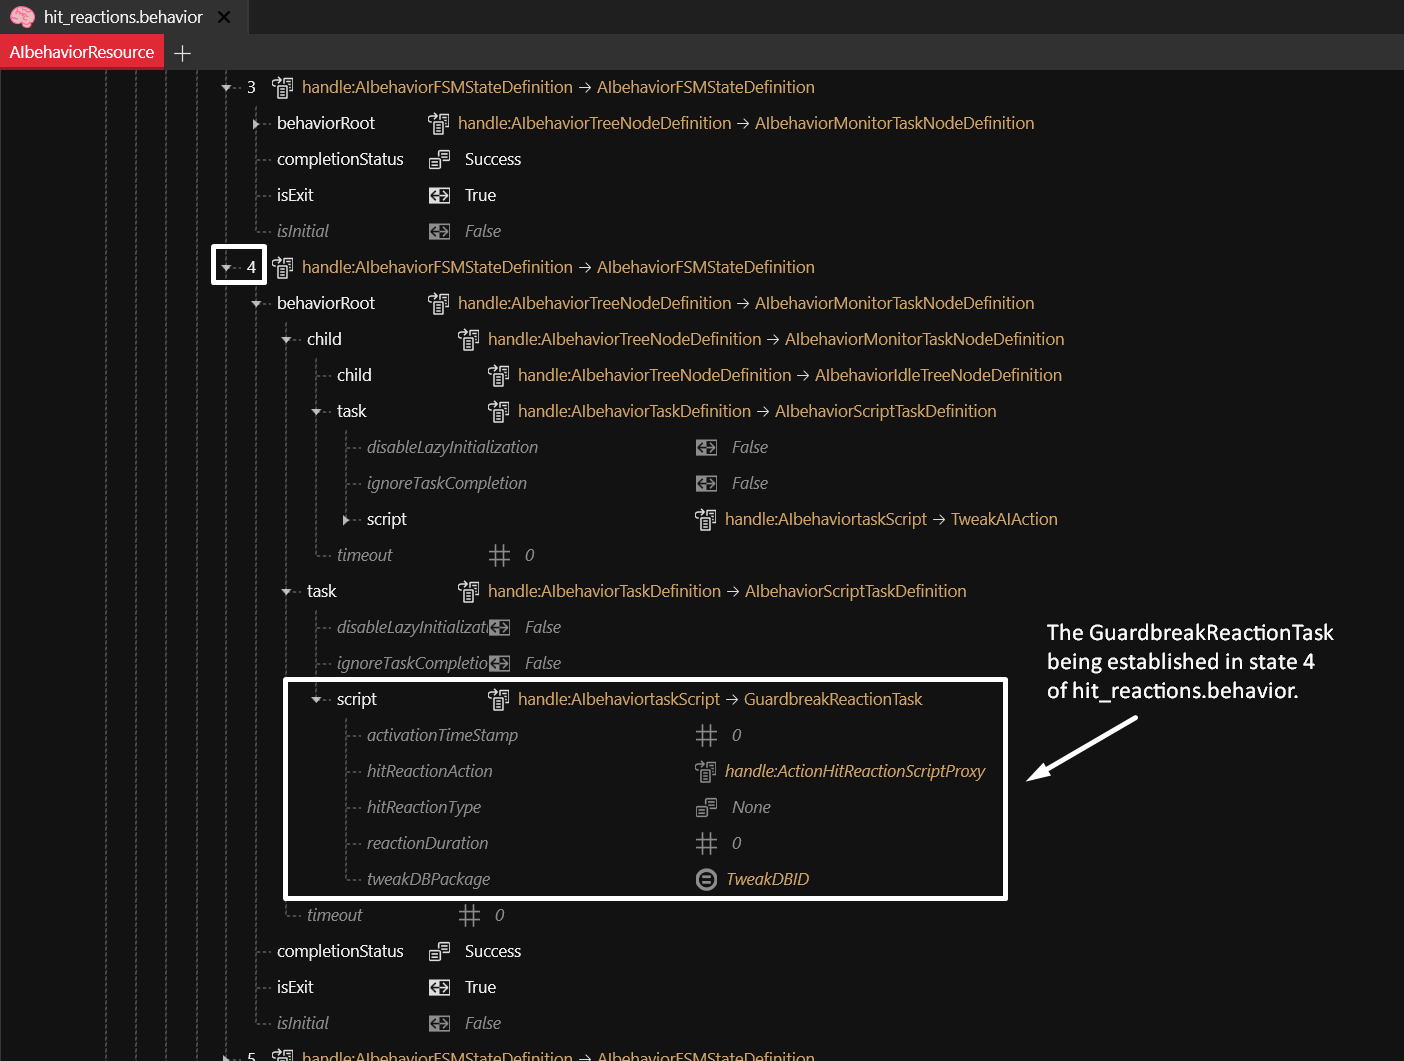 hit_reactions.behavior
AIbehaviorResource
3 handle:AIbehaviorFSMStateDefinition → AIbehaviorFSMStateDefinition
behaviorRoot handle:AIbehaviorTreeNodeDefinition → AIbehaviorMonitorTaskNodeDefinition
completionStatus Success
isExit True
isInitial False
4 handle:AIbehaviorFSMStateDefinition → AIbehaviorFSMStateDefinition
behaviorRoot handle:AIbehaviorTreeNodeDefinition → AIbehaviorMonitorTaskNodeDefinition
child handle:AIbehaviorTreeNodeDefinition → AIbehaviorMonitorTaskNodeDefinition
child handle:AIbehaviorTreeNodeDefinition → AIbehaviorIdleTreeNodeDefinition
task handle:AIbehaviorTaskDefinition → AIbehaviorScriptTaskDefinition
disableLazyInitialization False
ignoreTaskCompletion False
script handle:AIbehaviortaskScript → TweakAIAction
timeout 0
task handle:AIbehaviorTaskDefinition → AIbehaviorScriptTaskDefinition
disableLazyInitializati False
ignoreTaskCompletio False
script handle:AIbehaviortaskScript → GuardbreakReactionTask
activationTimeStamp 0
hitReactionAction handle:ActionHitReactionScriptProxy
hitReactionType None
reactionDuration 0
tweakDBPackage TweakDBID
timeout 0
completionStatus Success
isExit True
isInitial False
5 handle:AIbehaviorFSMStateDefinition → AIbehaviorFSMStateDefinition
The GuardbreakReactionTask
being established in state 4
of hit_reactions.behavior.